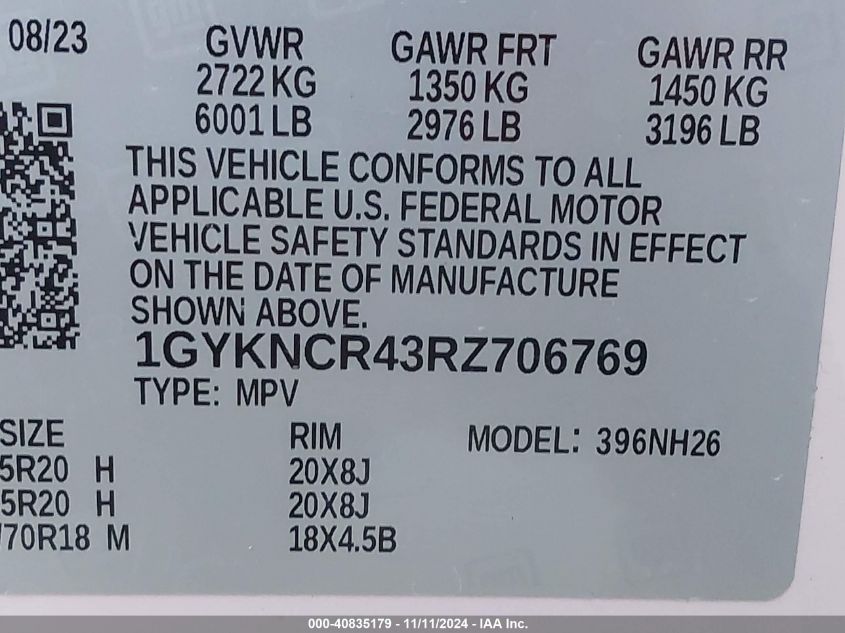 08/23 GVWR GAWR FRT GAWR RR
2722 KG 1350 KG 1450 KG
6001 LB 2976 LB 3196 LB
THIS VEHICLE CONFORMS TO ALL
APPLICABLE U.S. FEDERAL MOTOR
VEHICLE SAFETY STANDARDS IN EFFECT
ON THE DATE OF MANUFACTURE
SHOWN ABOVE.
1GYKNCR43RZ706769
TYPE: MPV
SIZE RIM MODEL: 396NH26
5R20 H 20X8J
5R20 H 20X8J
/70R18 M 18X4.5B
000-40835179 - 11/11/2024 - IAA Inc.